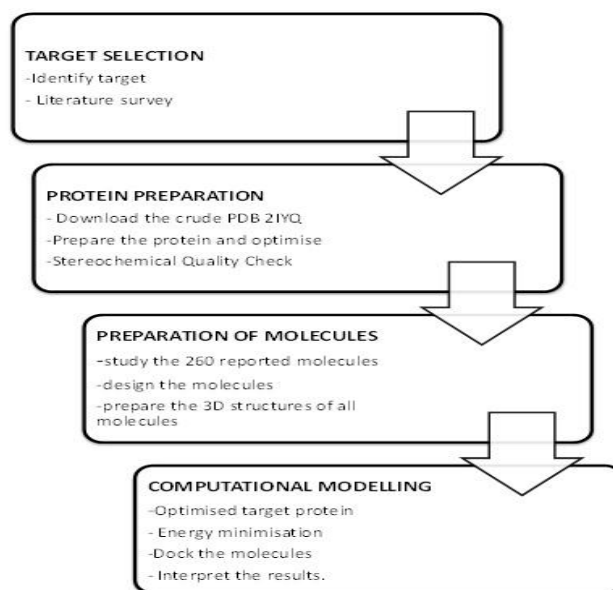 TARGET SELECTION
-Identify target
- Literature survey
PROTEIN PREPARATION
- Download the crude PDB 2IYQ
-Prepare the protein and optimise
-Stereochemical Quality Check
PREPARATION OF MOLECULES
-study the 260 reported molecules
-design the molecules
-prepare the 3D structures of all
molecules
COMPUTATIONAL MODELLING
-Optimised target protein
- Energy minimisation
-Dock the molecules
- Interpret the results.